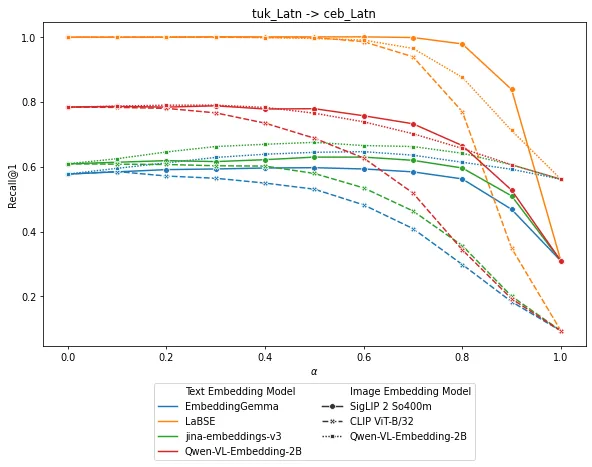 tuk_Latn -> ceb_Latn
1.0
0.8
0.6
0.4
0.2
Recall@1
0.0 0.2 0.4 0.6 0.8 1.0
α
Text Embedding Model Image Embedding Model
EmbeddingGemma SigLIP 2 So400m
LaBSE CLIP ViT-B/32
jina-embeddings-v3 Qwen-VL-Embedding-2B
Qwen-VL-Embedding-2B